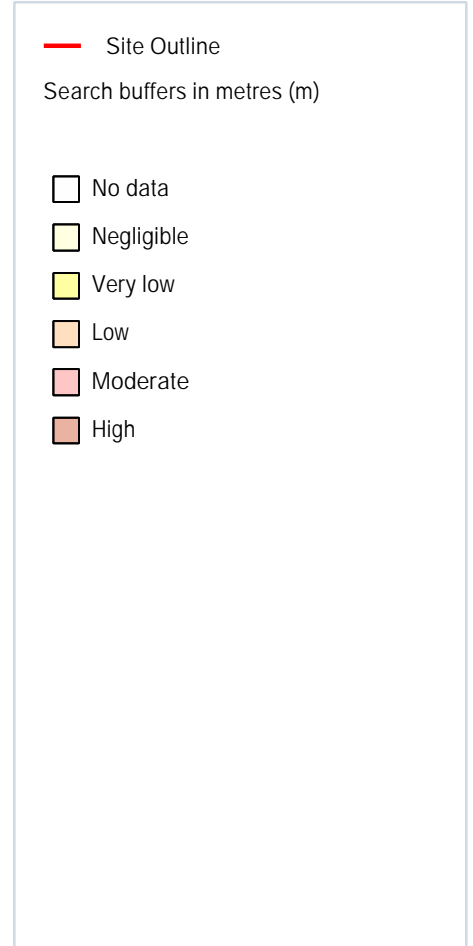 Site Outline
Search buffers in metres (m)
No data
Negligible
Very low
Low
Moderate
High